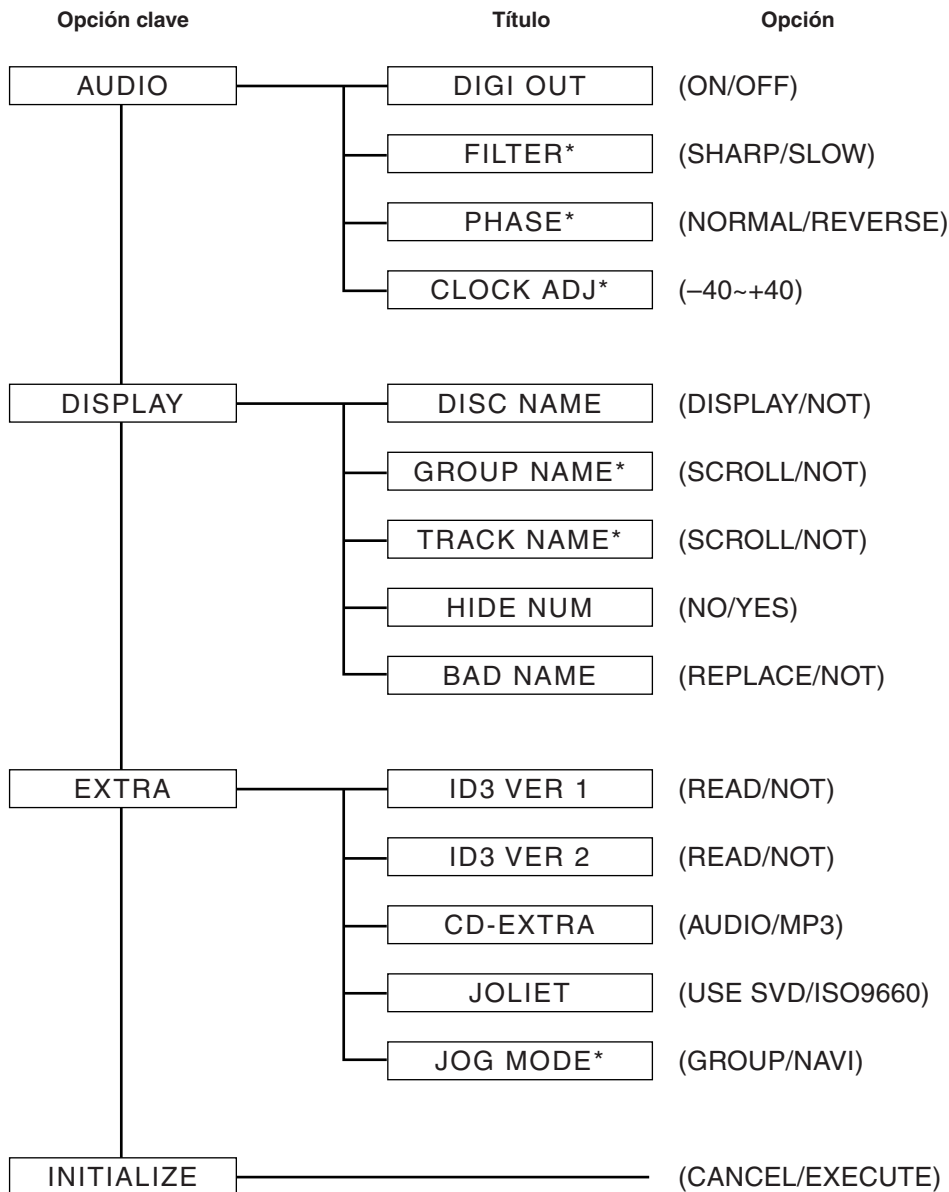 Opción clave Título Opción
AUDIO DIGI OUT (ON/OFF)
FILTER* (SHARP/SLOW)
PHASE* (NORMAL/REVERSE)
CLOCK ADJ* (–40~+40)
DISPLAY DISC NAME (DISPLAY/NOT)
GROUP NAME* (SCROLL/NOT)
TRACK NAME* (SCROLL/NOT)
HIDE NUM (NO/YES)
BAD NAME (REPLACE/NOT)
EXTRA ID3 VER 1 (READ/NOT)
ID3 VER 2 (READ/NOT)
CD-EXTRA (AUDIO/MP3)
JOLIET (USE SVD/ISO9660)
JOG MODE* (GROUP/NAVI)
INITIALIZE (CANCEL/EXECUTE)